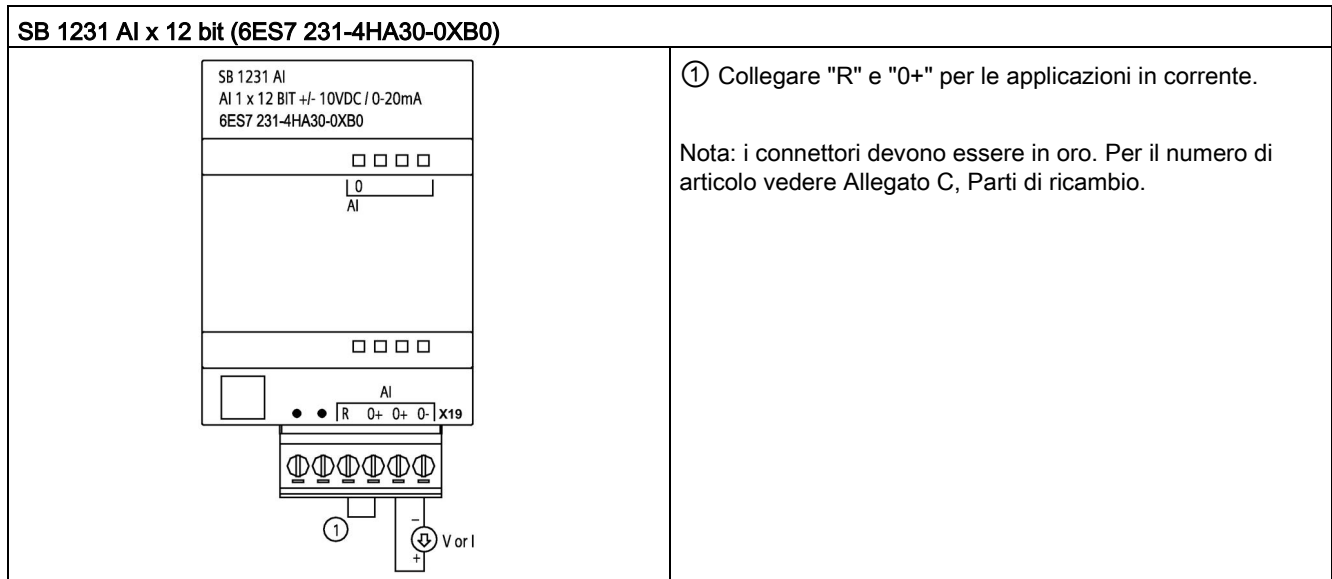 SB 1231 AI x 12 bit (6ES7 231-4HA30-0XB0)
SB 1231 AI
AI 1 x 12 BIT +/- 10VDC / 0-20mA
6ES7 231-4HA30-0XB0
0
AI
AI
R 0+ 0+ 0- X19
①
−
V or I
+
① Collegare "R" e "0+" per le applicazioni in corrente.
Nota: i connettori devono essere in oro. Per il numero di
articolo vedere Allegato C, Parti di ricambio.